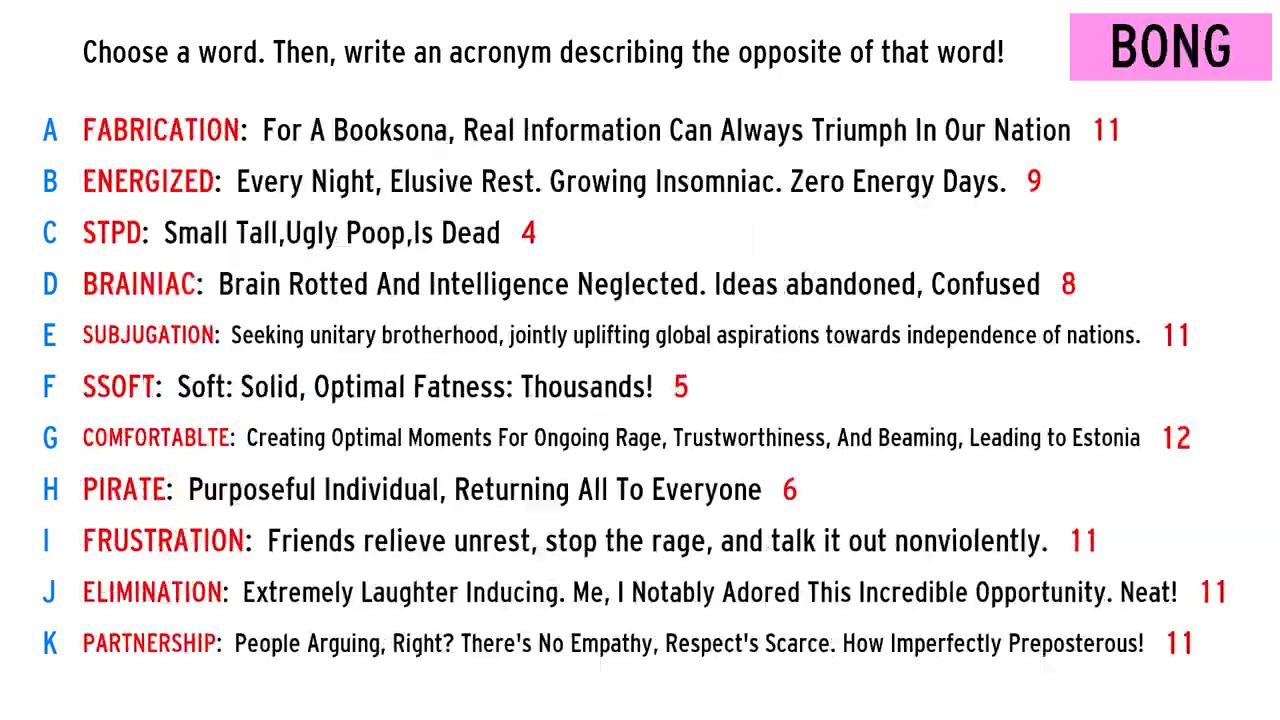 Choose a word. Then, write an acronym describing the opposite of that word!
BONG
A FABRICATION: For A Booksona, Real Information Can Always Triumph In Our Nation 11
B ENERGIZED: Every Night, Elusive Rest. Growing Insomniac. Zero Energy Days. 9
C STPD: Small Tall,Ugly Poop,Is Dead 4
D BRAINIAC: Brain Rotted And Intelligence Neglected. Ideas abandoned, Confused 8
E SUBJUGATION: Seeking unitary brotherhood, jointly uplifting global aspirations towards independence of nations. 11
F SSOFT: Soft: Solid, Optimal Fatness: Thousands! 5
G COMFORTABLTE: Creating Optimal Moments For Ongoing Rage, Trustworthiness, And Beaming, Leading to Estonia 12
H PIRATE: Purposeful Individual, Returning All To Everyone 6
I FRUSTRATION: Friends relieve unrest, stop the rage, and talk it out nonviolently. 11
J ELIMINATION: Extremely Laughter Inducing. Me, I Notably Adored This Incredible Opportunity. Neat! 11
K PARTNERSHIP: People Arguing, Right? There's No Empathy, Respect's Scarce. How Imperfectly Preposterous! 11